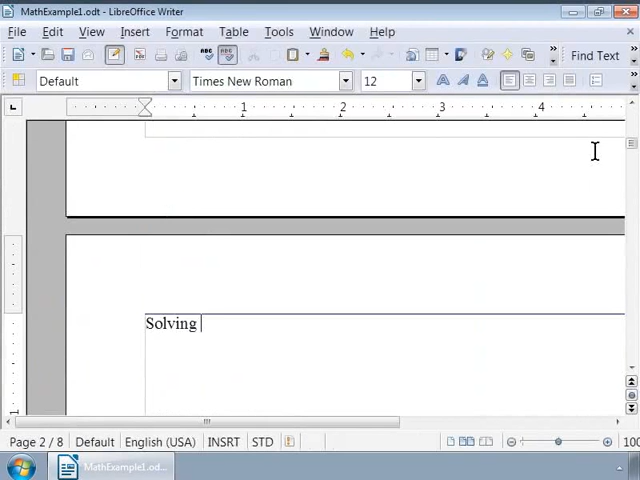 MathExample1.odt - LibreOffice Writer
File Edit View Insert Format Table Tools Window Help
Find Text
Default Times New Roman 12
1 2 3 4
Solving
Page 2 / 8 Default English (USA) INSRT STD 100
MathExample1.od...